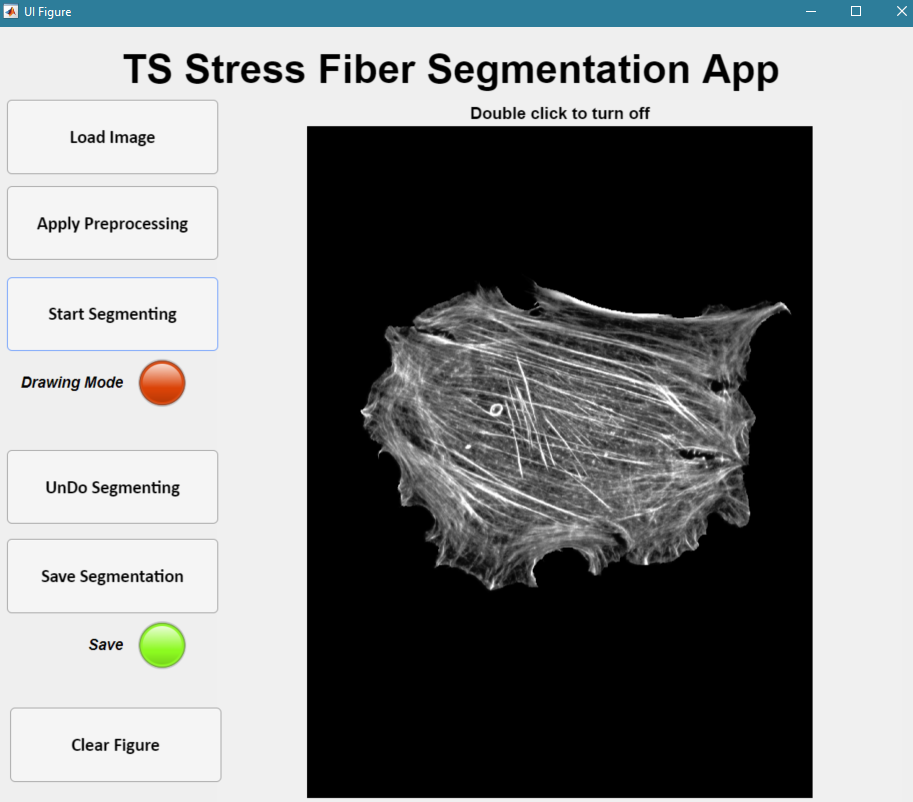 UI Figure
TS Stress Fiber Segmentation App
Load Image
Double click to turn off
Apply Preprocessing
Start Segmenting
Drawing Mode
UnDo Segmenting
Save Segmentation
Save
Clear Figure